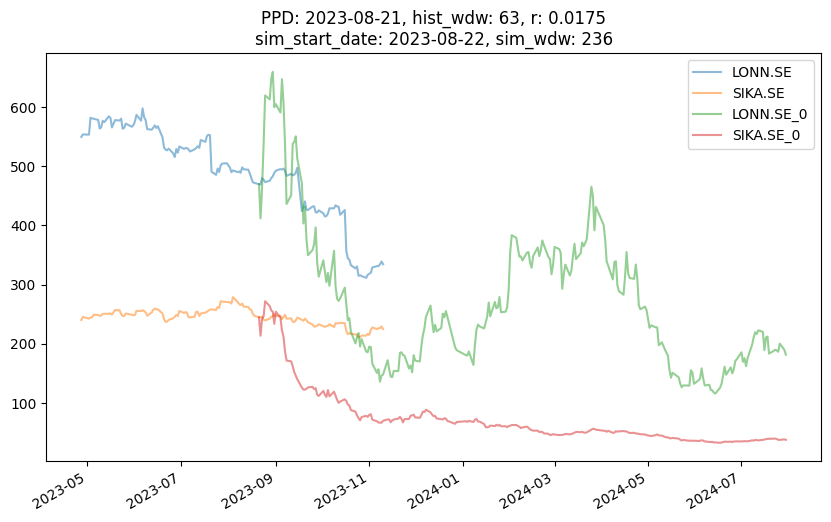 PPD: 2023-08-21, hist_wdw: 63, r: 0.0175
sim_start_date: 2023-08-22, sim_wdw: 236
LONN.SE
SIKA.SE
LONN.SE_0
SIKA.SE_0
600
500
400
300
200
100
2023-05
2023-07
2023-09
2023-11
2024-01
2024-03
2024-05
2024-07